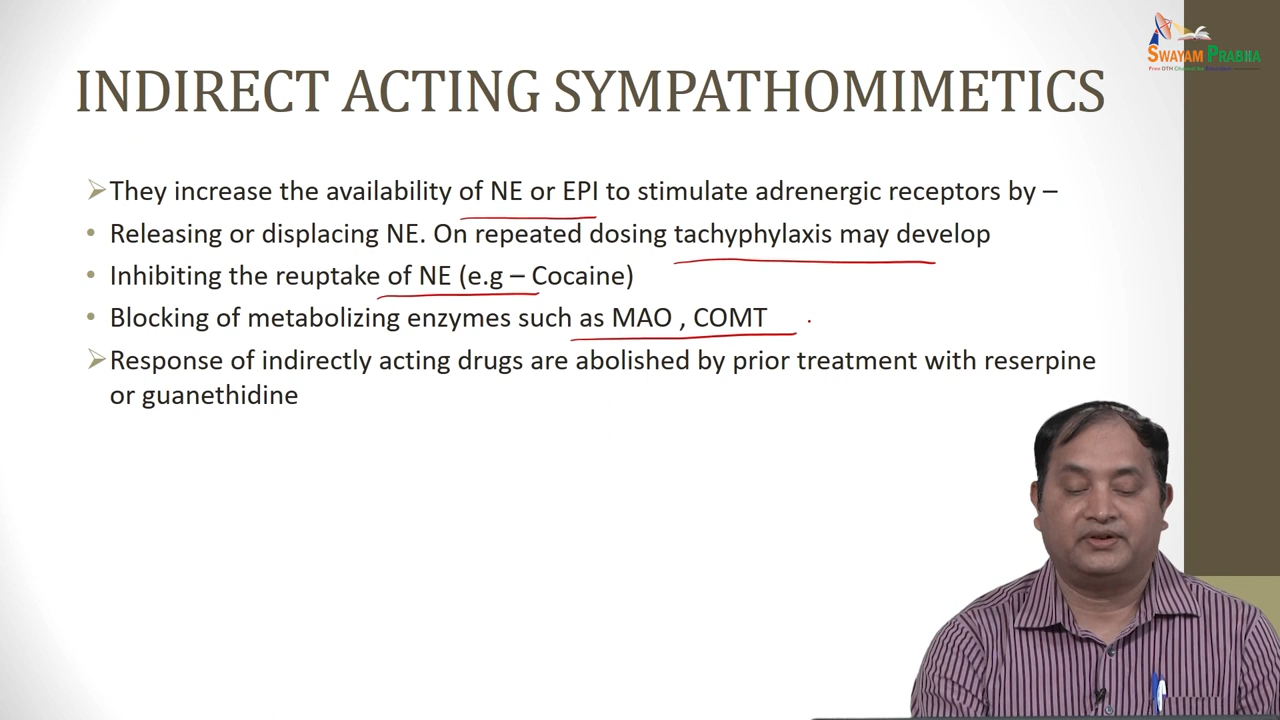 SWAYAM PRABHA
INDIRECT ACTING SYMPATHOMIMETICS
They increase the availability of NE or EPI to stimulate adrenergic receptors by –
Releasing or displacing NE. On repeated dosing tachyphylaxis may develop
Inhibiting the reuptake of NE (e.g – Cocaine)
Blocking of metabolizing enzymes such as MAO , COMT
Response of indirectly acting drugs are abolished by prior treatment with reserpine
or guanethidine